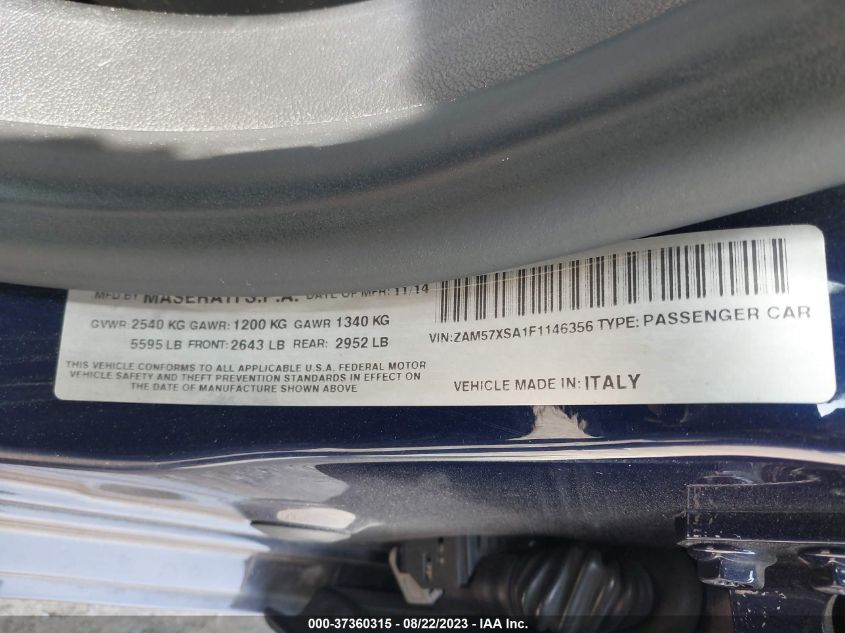 MFD BY MASERATI S.P.A. DATE OF MFH: 11/14
GVWR: 2540 KG GAWR: 1200 KG GAWR 1340 KG
5595 LB FRONT: 2643 LB REAR: 2952 LB
THIS VEHICLE CONFORMS TO ALL APPLICABLE U.S.A. FEDERAL MOTOR
VEHICLE SAFETY AND THEFT PREVENTION STANDARDS IN EFFECT ON
THE DATE OF MANUFACTURE SHOWN ABOVE
VIN:ZAM57XSA1F1146356 TYPE: PASSENGER CAR
VEHICLE MADE IN: ITALY
000-37360315 - 08/22/2023 - IAA Inc.